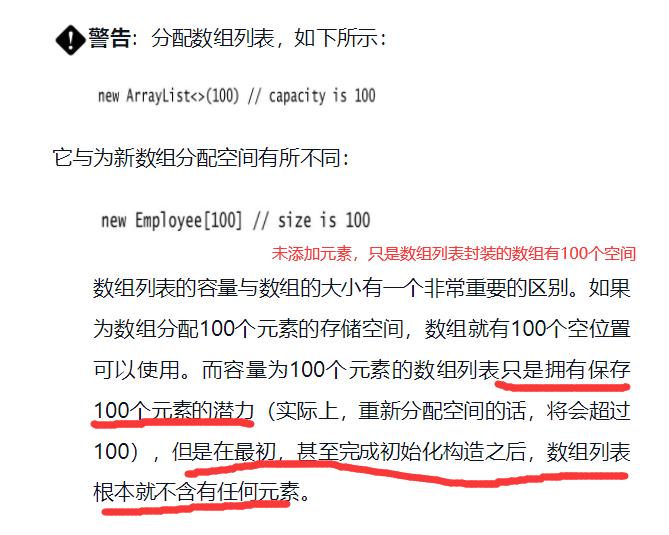 警告：分配数组列表，如下所示：
new ArrayList<>(100) // capacity is 100
它与为新数组分配空间有所不同：
new Employee[100] // size is 100
未添加元素，只是数组列表封装的数组有100个空间
数组列表的容量与数组的大小有一个非常重要的区别。如果
为数组分配100个元素的存储空间，数组就有100个空位置
可以使用。而容量为100个元素的数组列表只是拥有保存
100个元素的潜力（实际上，重新分配空间的话，将会超过
100），但是在最初，甚至完成初始化构造之后，数组列表
根本就不含有任何元素。